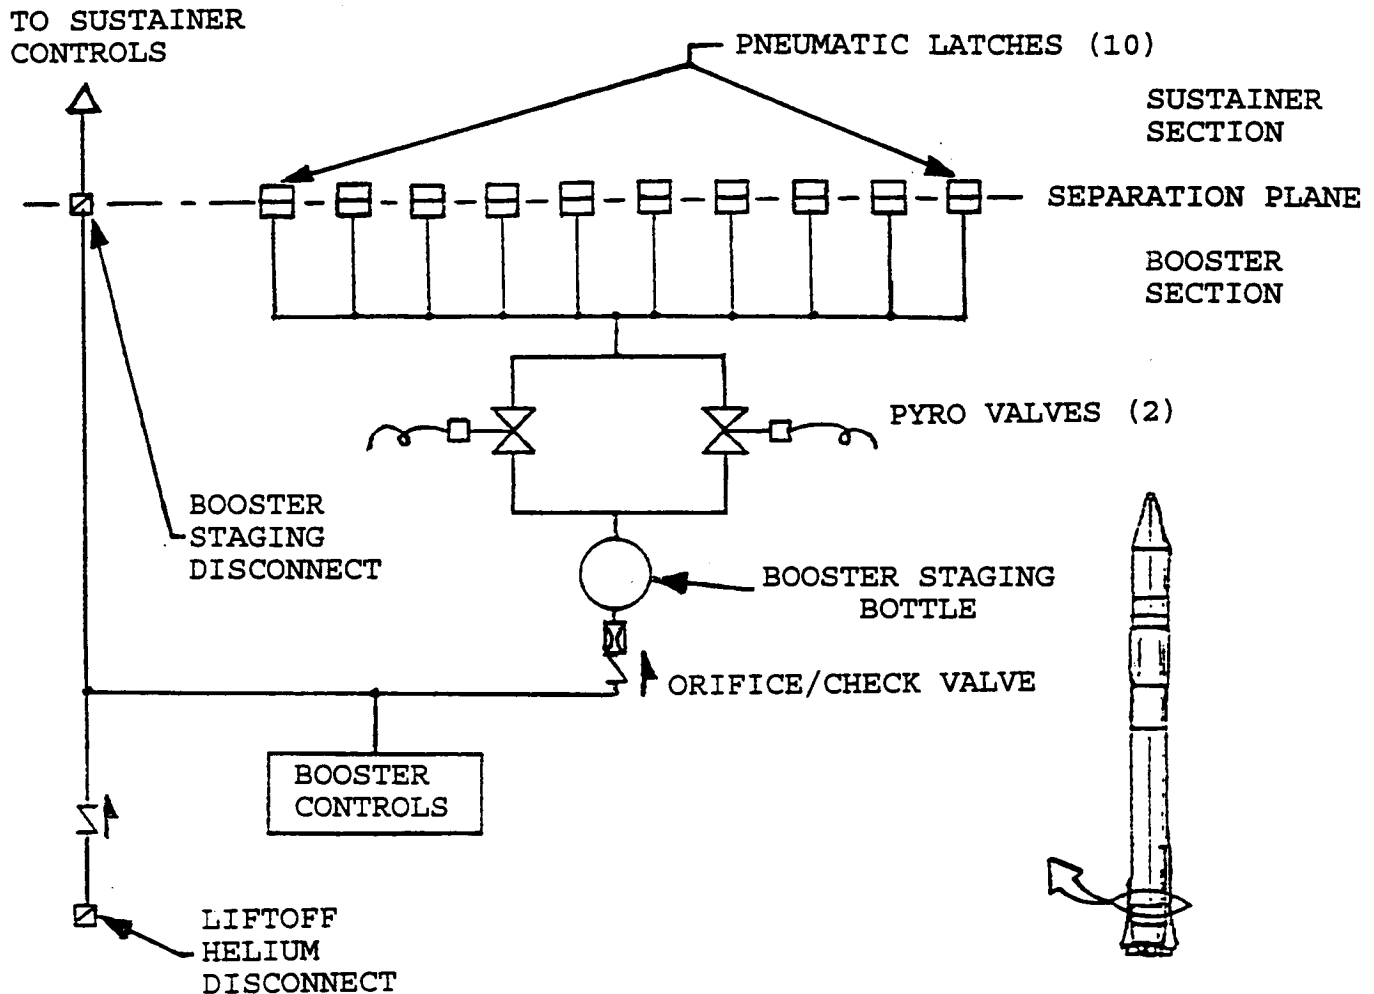 TO SUSTAINER
CONTROLS
PNEUMATIC LATCHES (10)
SUSTAINER
SECTION
SEPARATION PLANE
BOOSTER
SECTION
PYRO VALVES (2)
BOOSTER
STAGING
DISCONNECT
BOOSTER STAGING
BOTTLE
ORIFICE/CHECK VALVE
BOOSTER
CONTROLS
LIFTOFF
HELIUM
DISCONNECT